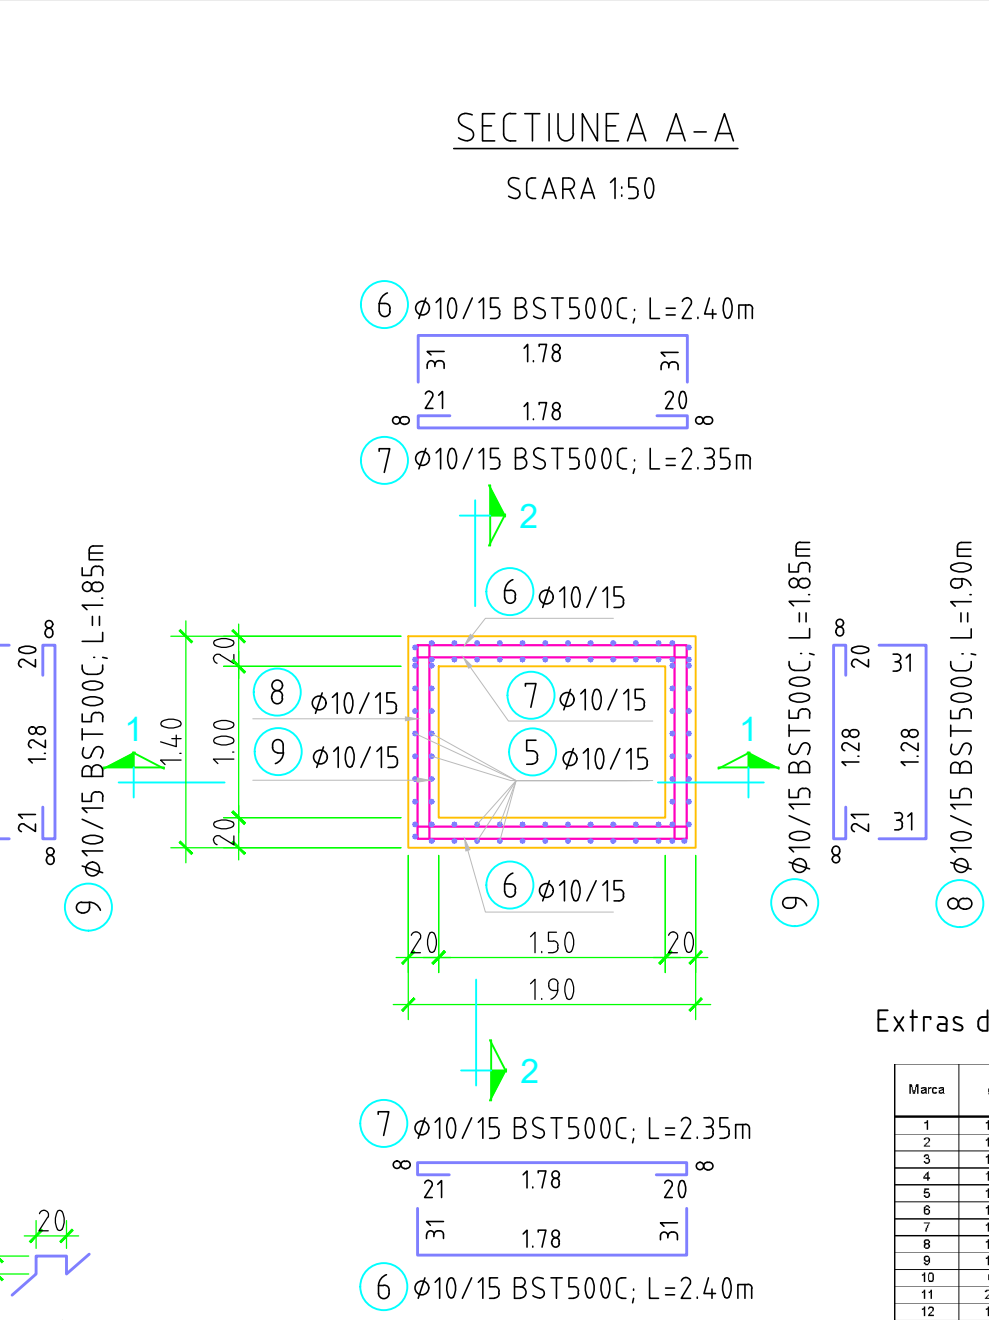 SECTIUNEA A-A
SCARA 1:50
6 ϕ10/15 BST500C; L=2.40m
31 1.78 31
21 20
8 1.78 8
7 ϕ10/15 BST500C; L=2.35m
2
6 ϕ10/15
8 ϕ10/15
7 ϕ10/15
9 ϕ10/15
5 ϕ10/15
6 ϕ10/15
20
1.00
20
1.40
20 1.50 20
1.90
1
1
9 ϕ10/15 BST500C; L=1.85m
8
20
1.28
21
8
9 ϕ10/15 BST500C; L=1.85m
8
20
1.28
21
8
31
1.28
31
8 ϕ10/15 BST500C; L=1.90m
2
7 ϕ10/15 BST500C; L=2.35m
8 1.78 8
21 20
31 1.78 31
6 ϕ10/15 BST500C; L=2.40m
20
Extras d
Marca
1
2
3
4
5
6
7
8
9
10
11
12